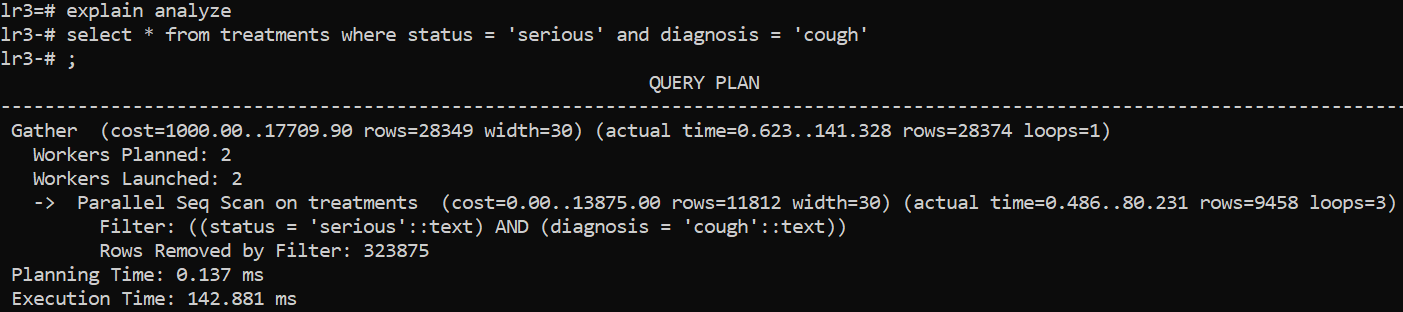 lr3=# explain analyze
lr3-# select * from treatments where status = 'serious' and diagnosis = 'cough'
lr3-# ;
QUERY PLAN
-----------------------------------------------------------------------------------------------------------------------------
Gather  (cost=1000.00..17709.90 rows=28349 width=30) (actual time=0.623..141.328 rows=28374 loops=1)
Workers Planned: 2
Workers Launched: 2
->  Parallel Seq Scan on treatments  (cost=0.00..13875.00 rows=11812 width=30) (actual time=0.486..80.231 rows=9458 loops=3)
Filter: ((status = 'serious'::text) AND (diagnosis = 'cough'::text))
Rows Removed by Filter: 323875
Planning Time: 0.137 ms
Execution Time: 142.881 ms